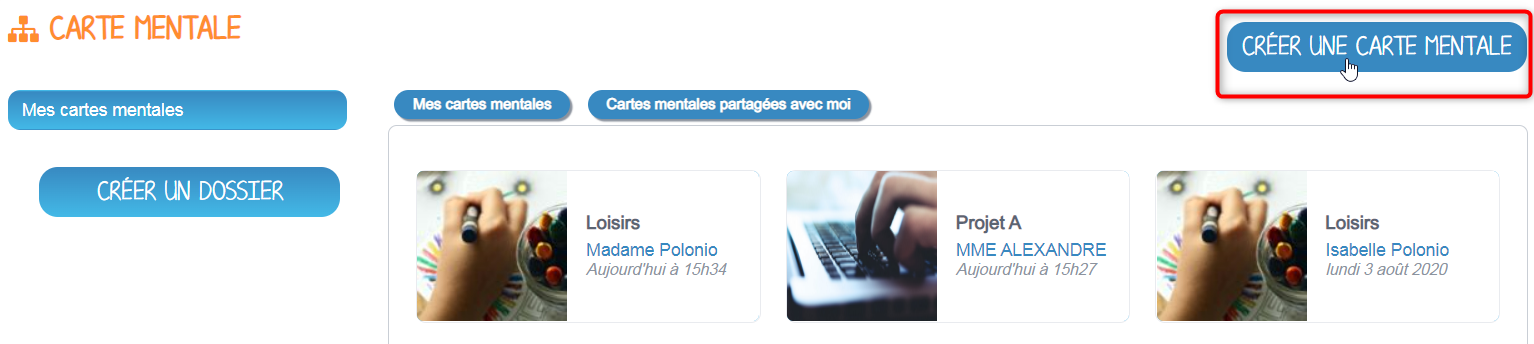 CARTE MENTALE
CRÉER UNE CARTE MENTALE
Mes cartes mentales
CRÉER UN DOSSIER
Mes cartes mentales
Cartes mentales partagées avec moi
Loisirs
Madame Polonio
Aujourd'hui à 15h34
Projet A
MME ALEXANDRE
Aujourd'hui à 15h27
Loisirs
Isabelle Polonio
lundi 3 août 2020